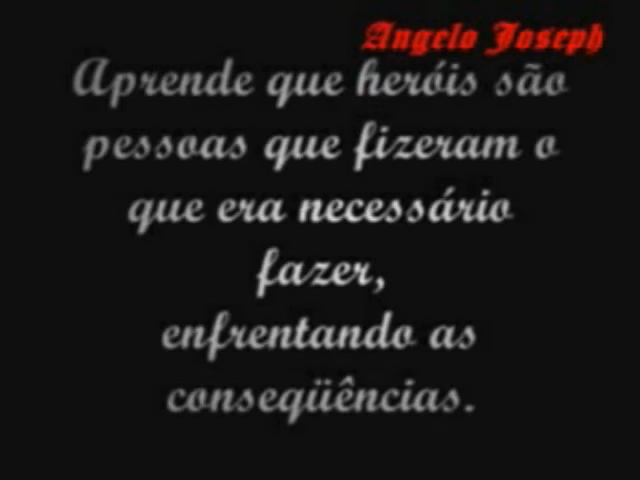 Angelo Joseph
Aprende que heróis são
pessoas que fizeram o
que era necessário
fazer,
enfrentando as
conseqüências.